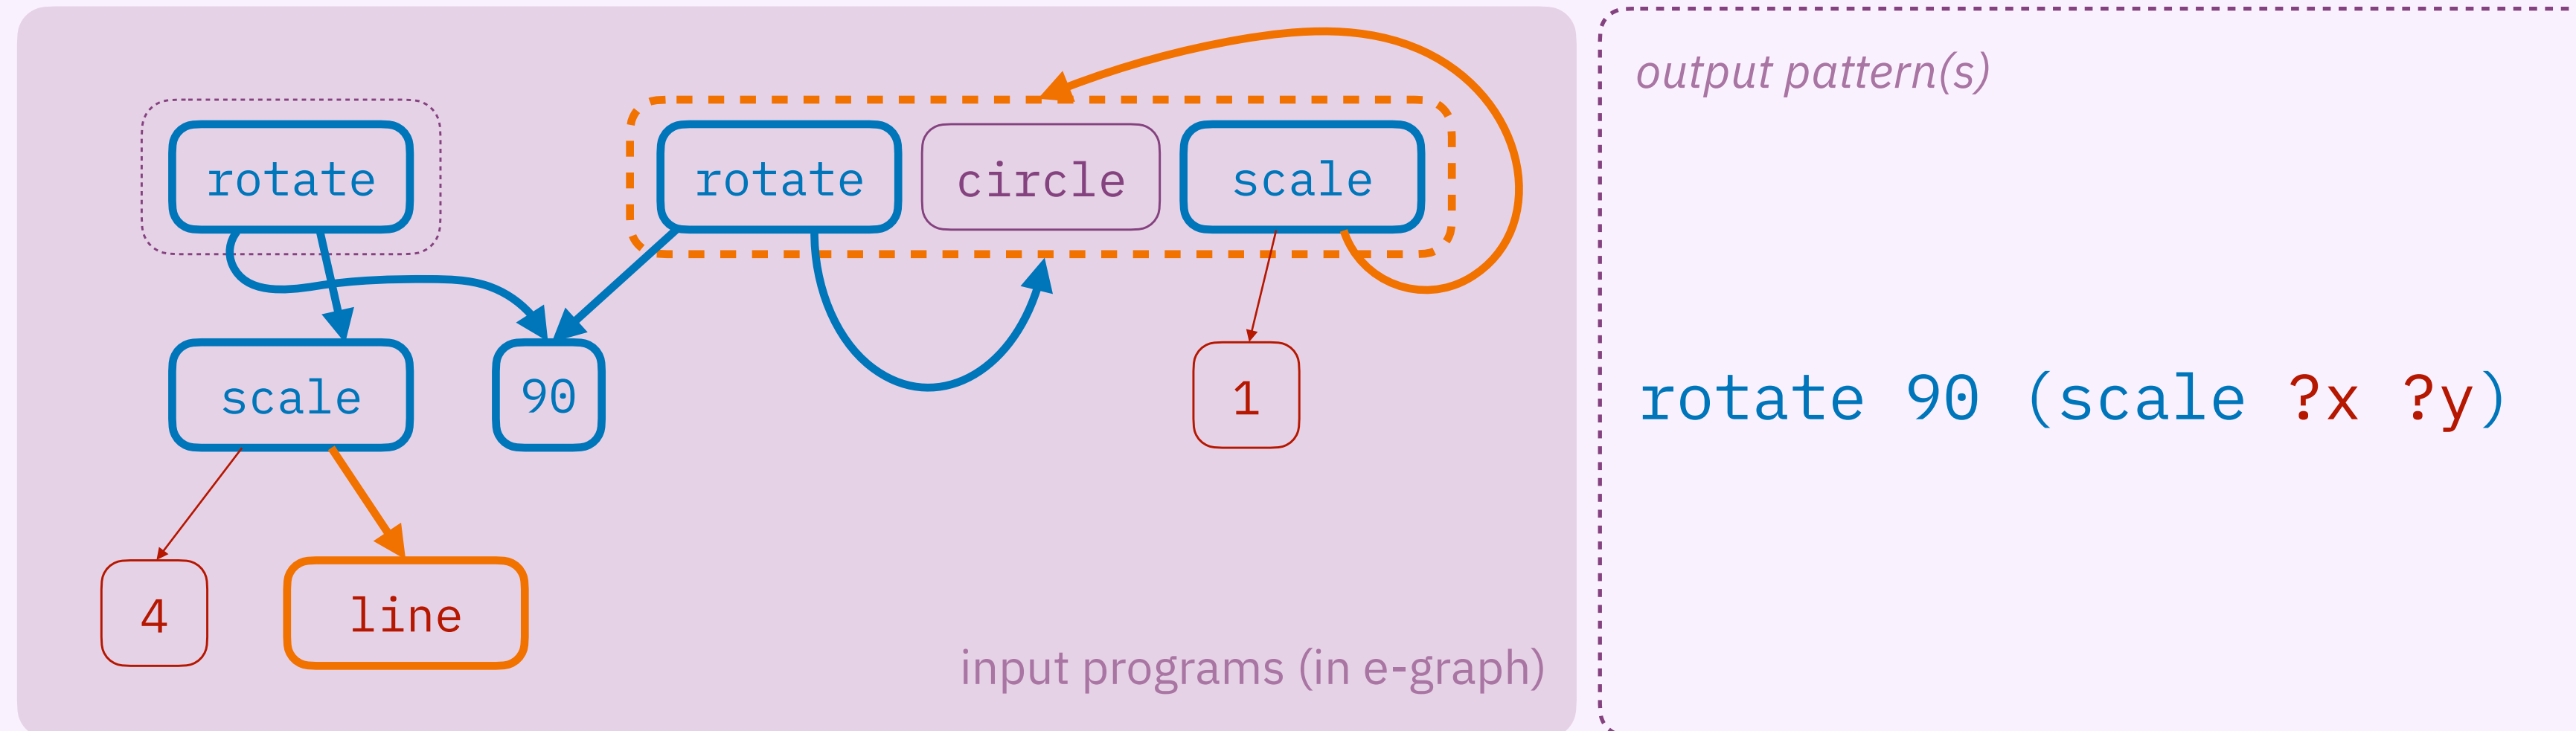 output pattern(s)
rotate
rotate
circle
scale
scale
90
1
rotate 90 (scale ?x ?y)
4
line
input programs (in e-graph)